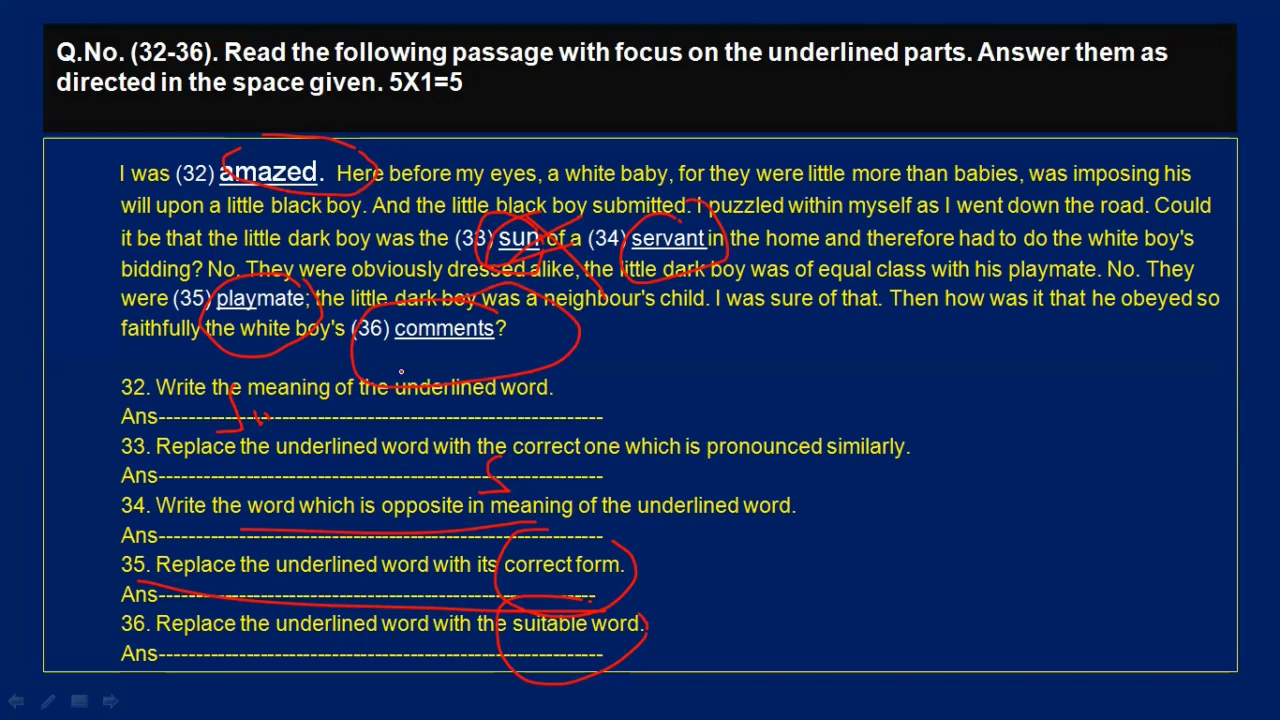 Q.No. (32-36). Read the following passage with focus on the underlined parts. Answer them as
directed in the space given. 5X1=5
I was (32) amazed. Here before my eyes, a white baby, for they were little more than babies, was imposing his
will upon a little black boy. And the little black boy submitted. I puzzled within myself as I went down the road. Could
it be that the little dark boy was the (33) sun of a (34) servant in the home and therefore had to do the white boy's
bidding? No. They were obviously dressed alike, the little dark boy was of equal class with his playmate. No. They
were (35) playmate; the little dark boy was a neighbour's child. I was sure of that. Then how was it that he obeyed so
faithfully the white boy's (36) comments?
32. Write the meaning of the underlined word.
Ans-----------------------------------------------------------
33. Replace the underlined word with the correct one which is pronounced similarly.
Ans-----------------------------------------------------------
34. Write the word which is opposite in meaning of the underlined word.
Ans-----------------------------------------------------------
35. Replace the underlined word with its correct form.
Ans----------------------------------------------------------
36. Replace the underlined word with the suitable word.
Ans-----------------------------------------------------------